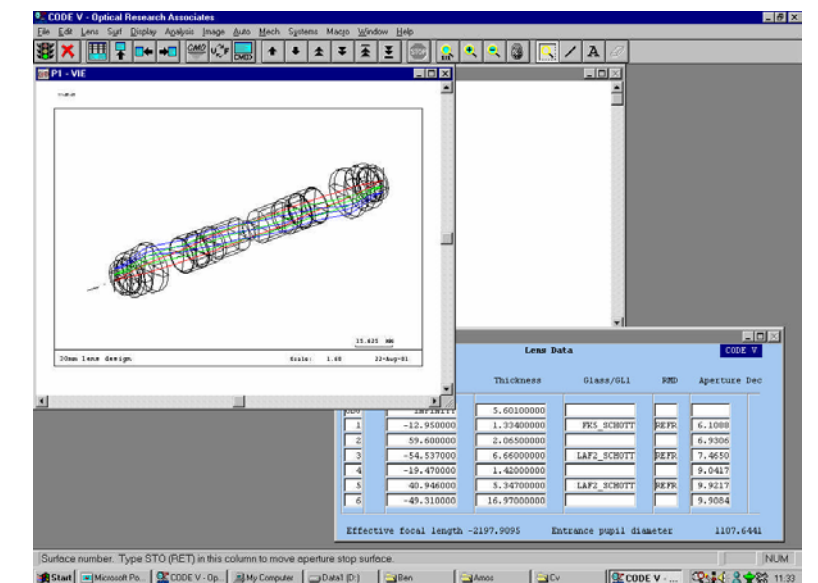 CODE V - Optical Research Associates
File Edit Lens Surf Display Analysis Image Auto Mech Systems Macro Window Help
P1 - VIE
15.625 MM
30mm lens design Scale: 1.60 22-Aug-01
Lens Data CODE V
Thickness Glass/GL1 RMD Aperture Dec
INFINITY 5.60100000
1 -12.950000 1.33400000 FK5_SCHOTT REFR 6.1088
2 59.600000 2.06500000 6.9306
3 -54.537000 6.66000000 LAF2_SCHOTT REFR 7.4650
4 -19.470000 1.42000000 9.0417
5 40.946000 5.34700000 LAF2_SCHOTT REFR 9.9217
6 -49.310000 16.97000000 9.9084
Effective focal length -2197.9095 Entrance pupil diameter 1107.6441
Surface number. Type STO (RET) in this column to move aperture stop surface. NUM
Start Microsoft Po... CODE V - Op... My Computer Data1 (D:) Ben Amos Cv CODE V - ... 11:33